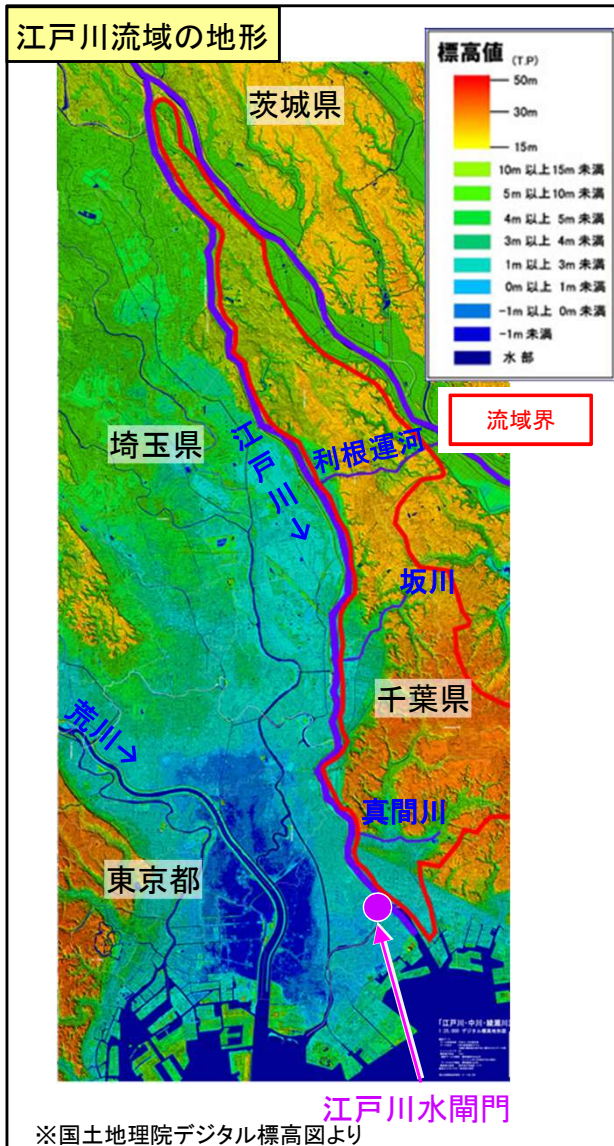 江戸川流域の地形
標高値 (T.P)
50m
30m
15m
10m 以上 15m 未満
5m 以上 10m 未満
4m 以上 5m 未満
3m 以上 4m 未満
1m 以上 3m 未満
0m 以上 1m 未満
-1m 以上 0m 未満
-1m 未満
水 部
流域界
茨城県
埼玉県
江戸川→
利根運河
坂川
千葉県
荒川→
真間川
東京都
江戸川水閘門
※国土地理院デジタル標高図より